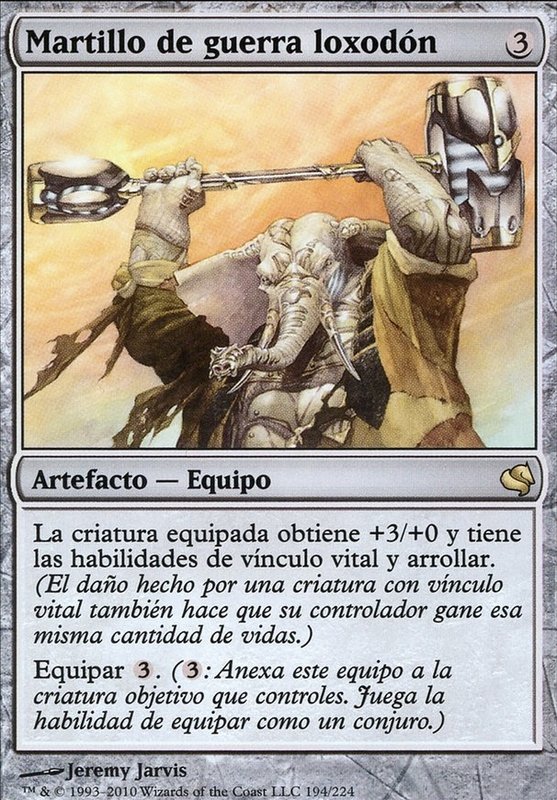 Martillo de guerra loxodón 3
Artefacto — Equipo
La criatura equipada obtiene +3/+0 y tiene
las habilidades de vínculo vital y arrollar.
(El daño hecho por una criatura con vínculo
vital también hace que su controlador gane esa
misma cantidad de vidas.)
Equipar 3. (3: Anexa este equipo a la
criatura objetivo que controles. Juega la
habilidad de equipar como un conjuro.)
Jeremy Jarvis
™ & © 1993–2010 Wizards of the Coast LLC 194/224